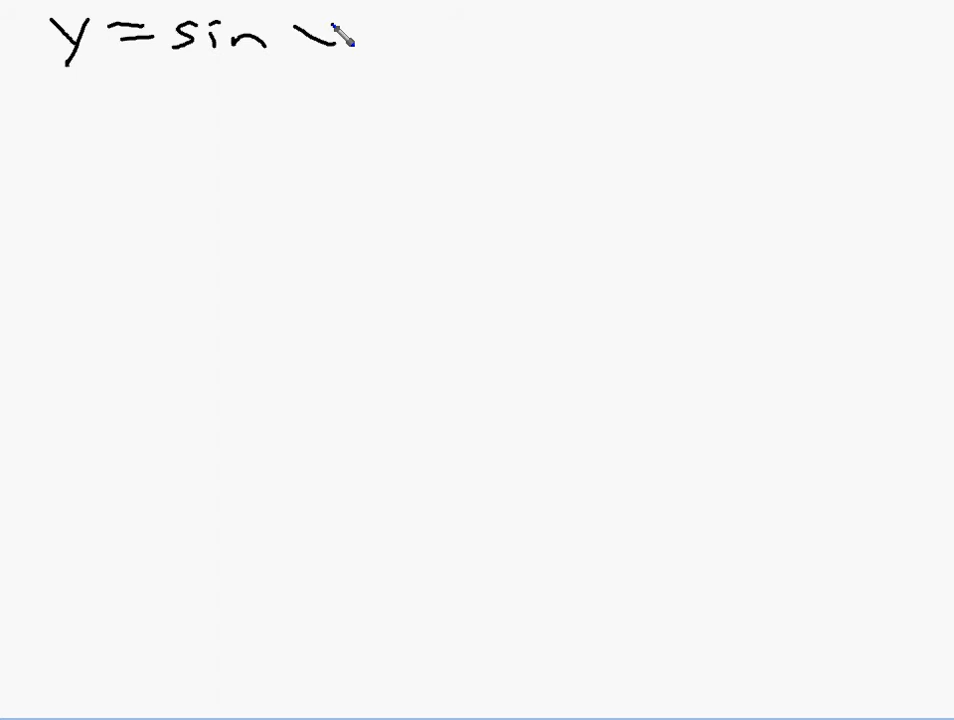 y = sin